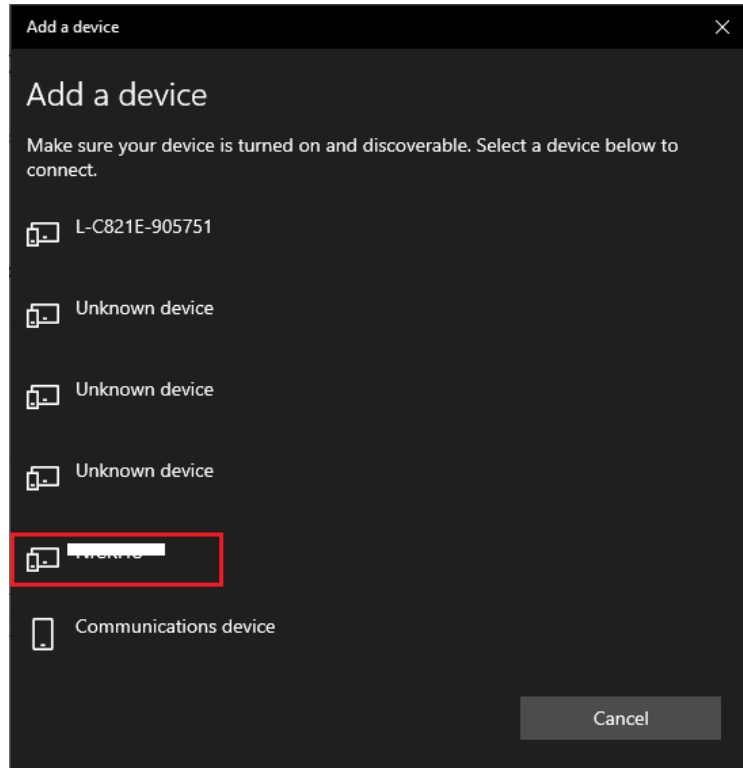 Add a device
Add a device
Make sure your device is turned on and discoverable. Select a device below to
connect.
L-C821E-905751
Unknown device
Unknown device
Unknown device
Communications device
Cancel